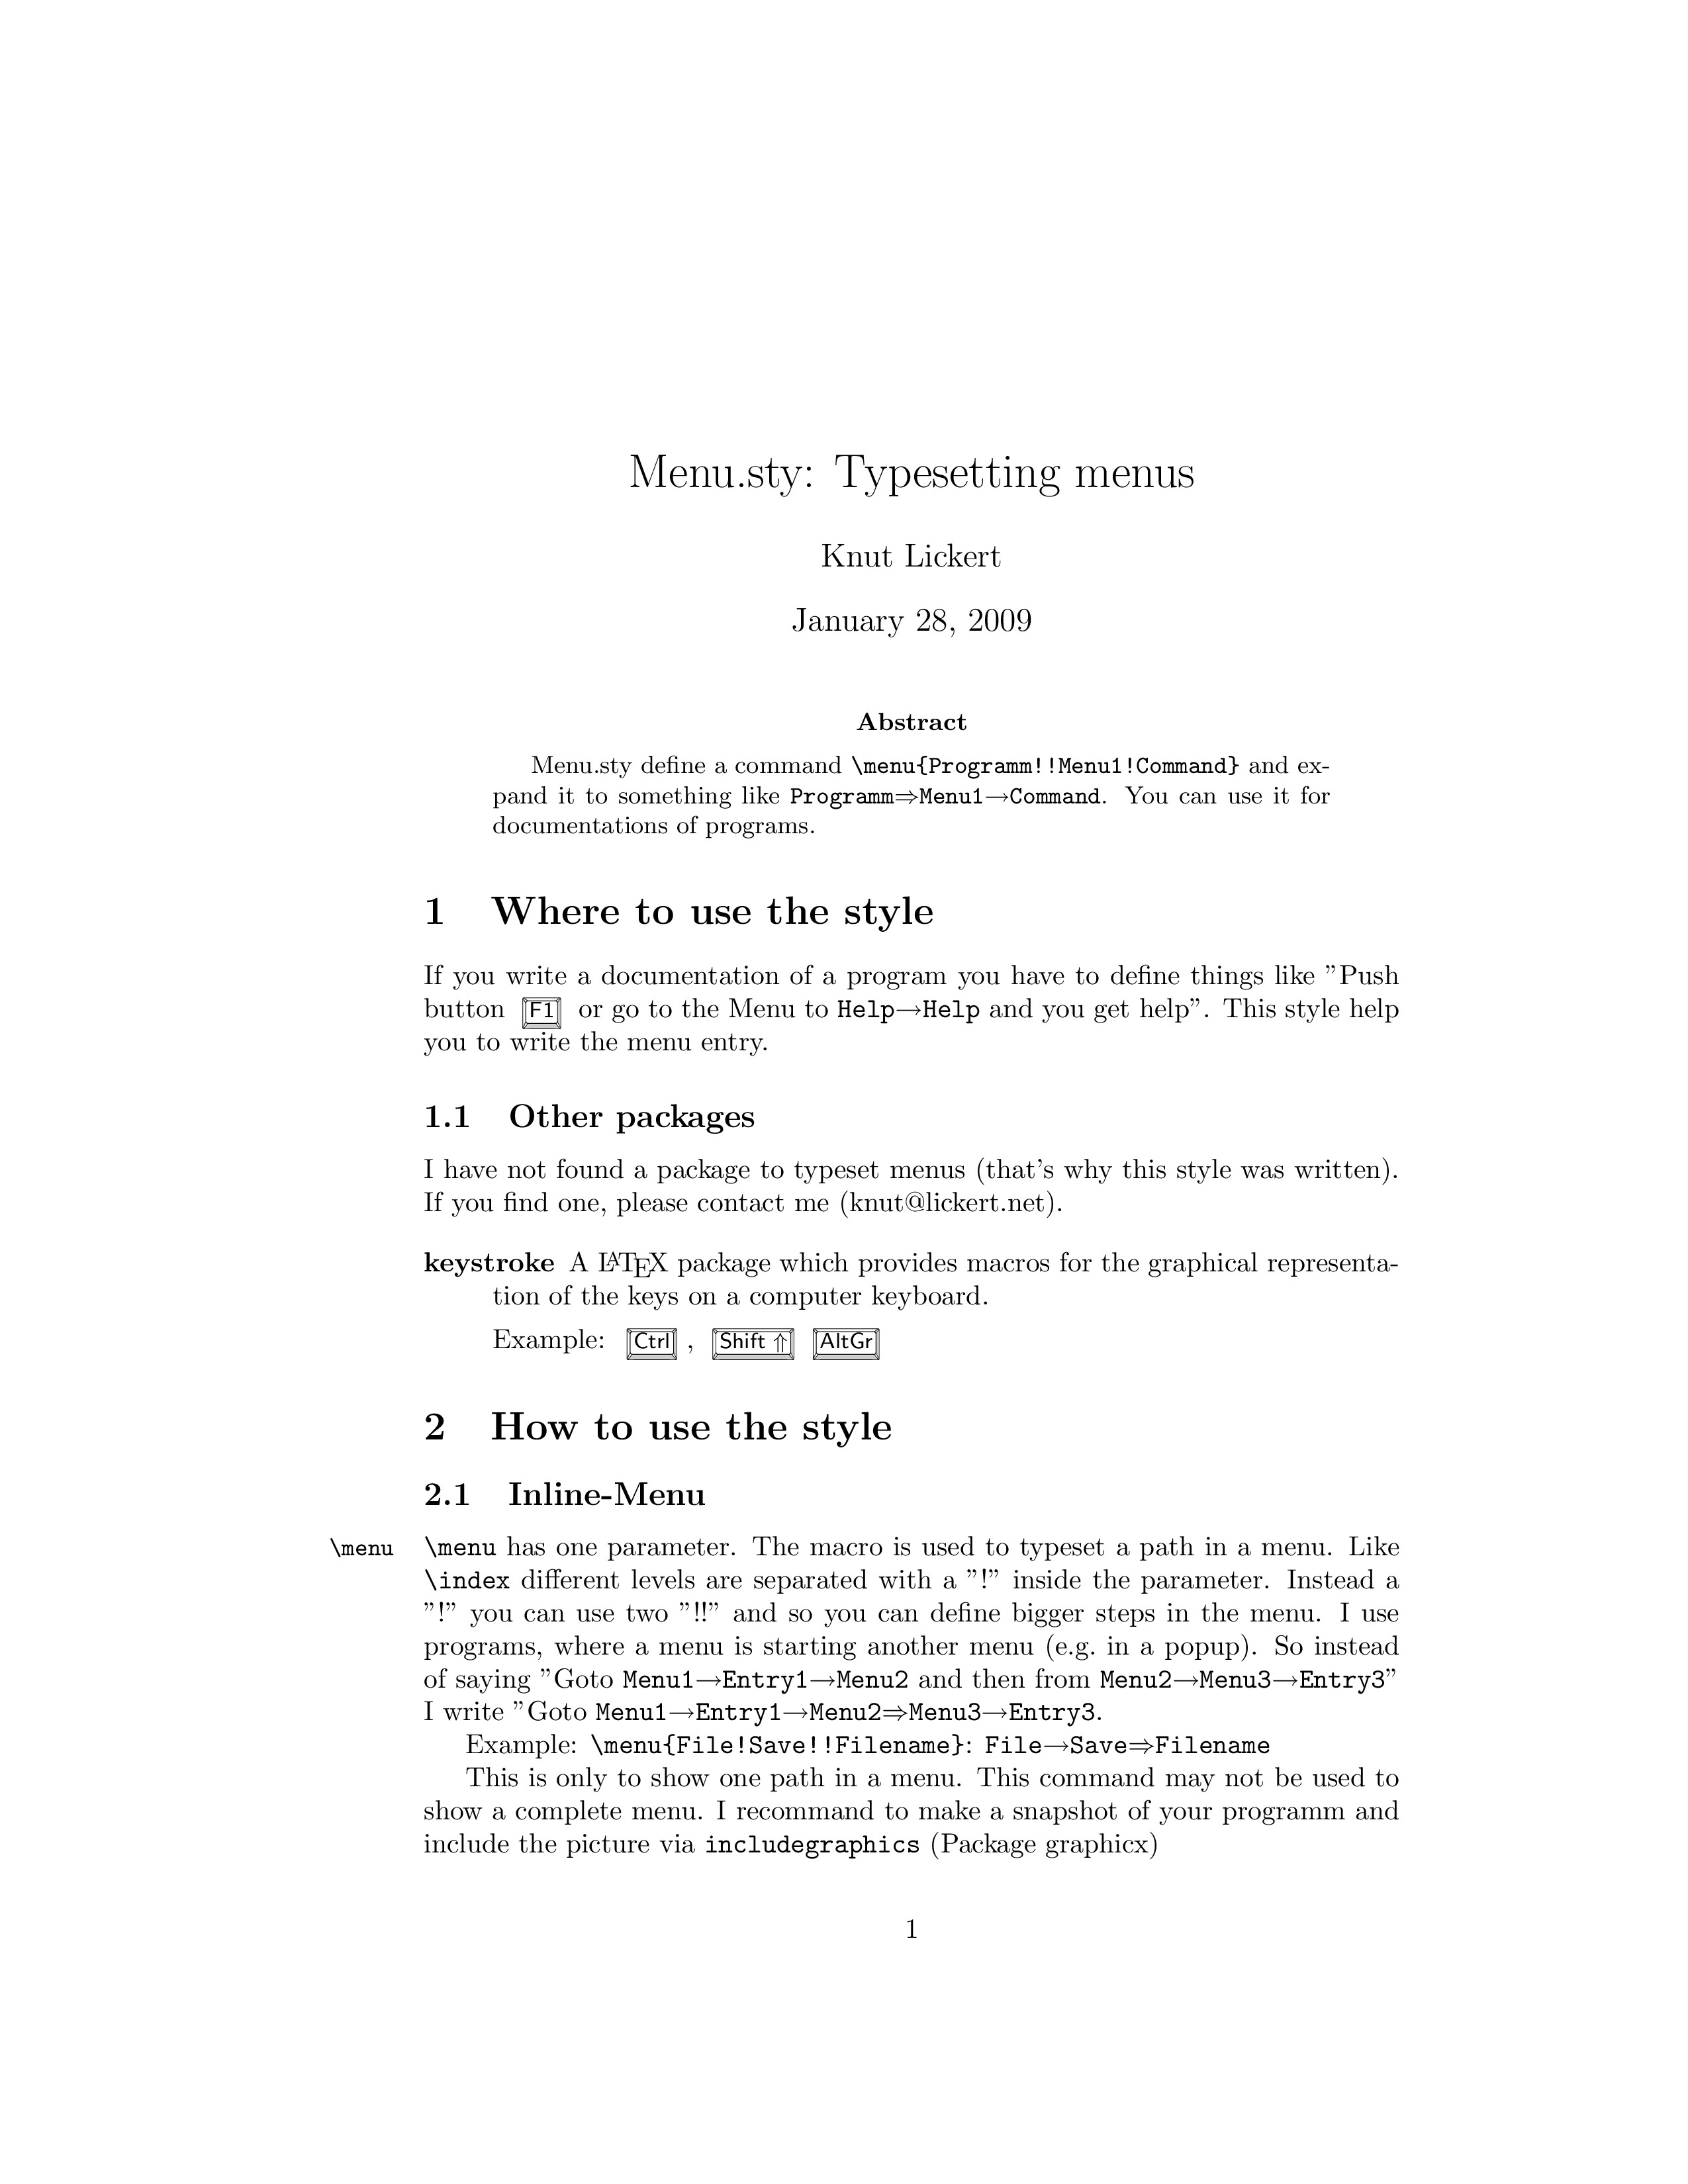 Menu.sty: Typesetting menus
Knut Lickert
January 28, 2009
Abstract
Menu.sty define a command \menu{Programm!!Menu1!Command} and ex-
pand it to something like Programm⇒Menu1→Command. You can use it for
documentations of programs.
1 Where to use the style
If you write a documentation of a program you have to define things like ”Push
button F1 or go to the Menu to Help→Help and you get help”. This style help
you to write the menu entry.
1.1 Other packages
I have not found a package to typeset menus (that's why this style was written).
If you find one, please contact me (knut@lickert.net).
keystroke A LATEX package which provides macros for the graphical representa-
tion of the keys on a computer keyboard.
Example: Ctrl , Shift ⇑ AltGr
2 How to use the style
2.1 Inline-Menu
\menu \menu has one parameter. The macro is used to typeset a path in a menu. Like
\index different levels are separated with a ”!” inside the parameter. Instead a
”!” you can use two ”!!” and so you can define bigger steps in the menu. I use
programs, where a menu is starting another menu (e.g. in a popup). So instead
of saying ”Goto Menu1→Entry1→Menu2 and then from Menu2→Menu3→Entry3”
I write ”Goto Menu1→Entry1→Menu2⇒Menu3→Entry3.
Example: \menu{File!Save!!Filename}: File→Save⇒Filename
This is only to show one path in a menu. This command may not be used to
show a complete menu. I recommand to make a snapshot of your programm and
include the picture via includegraphics (Package graphicx)
1